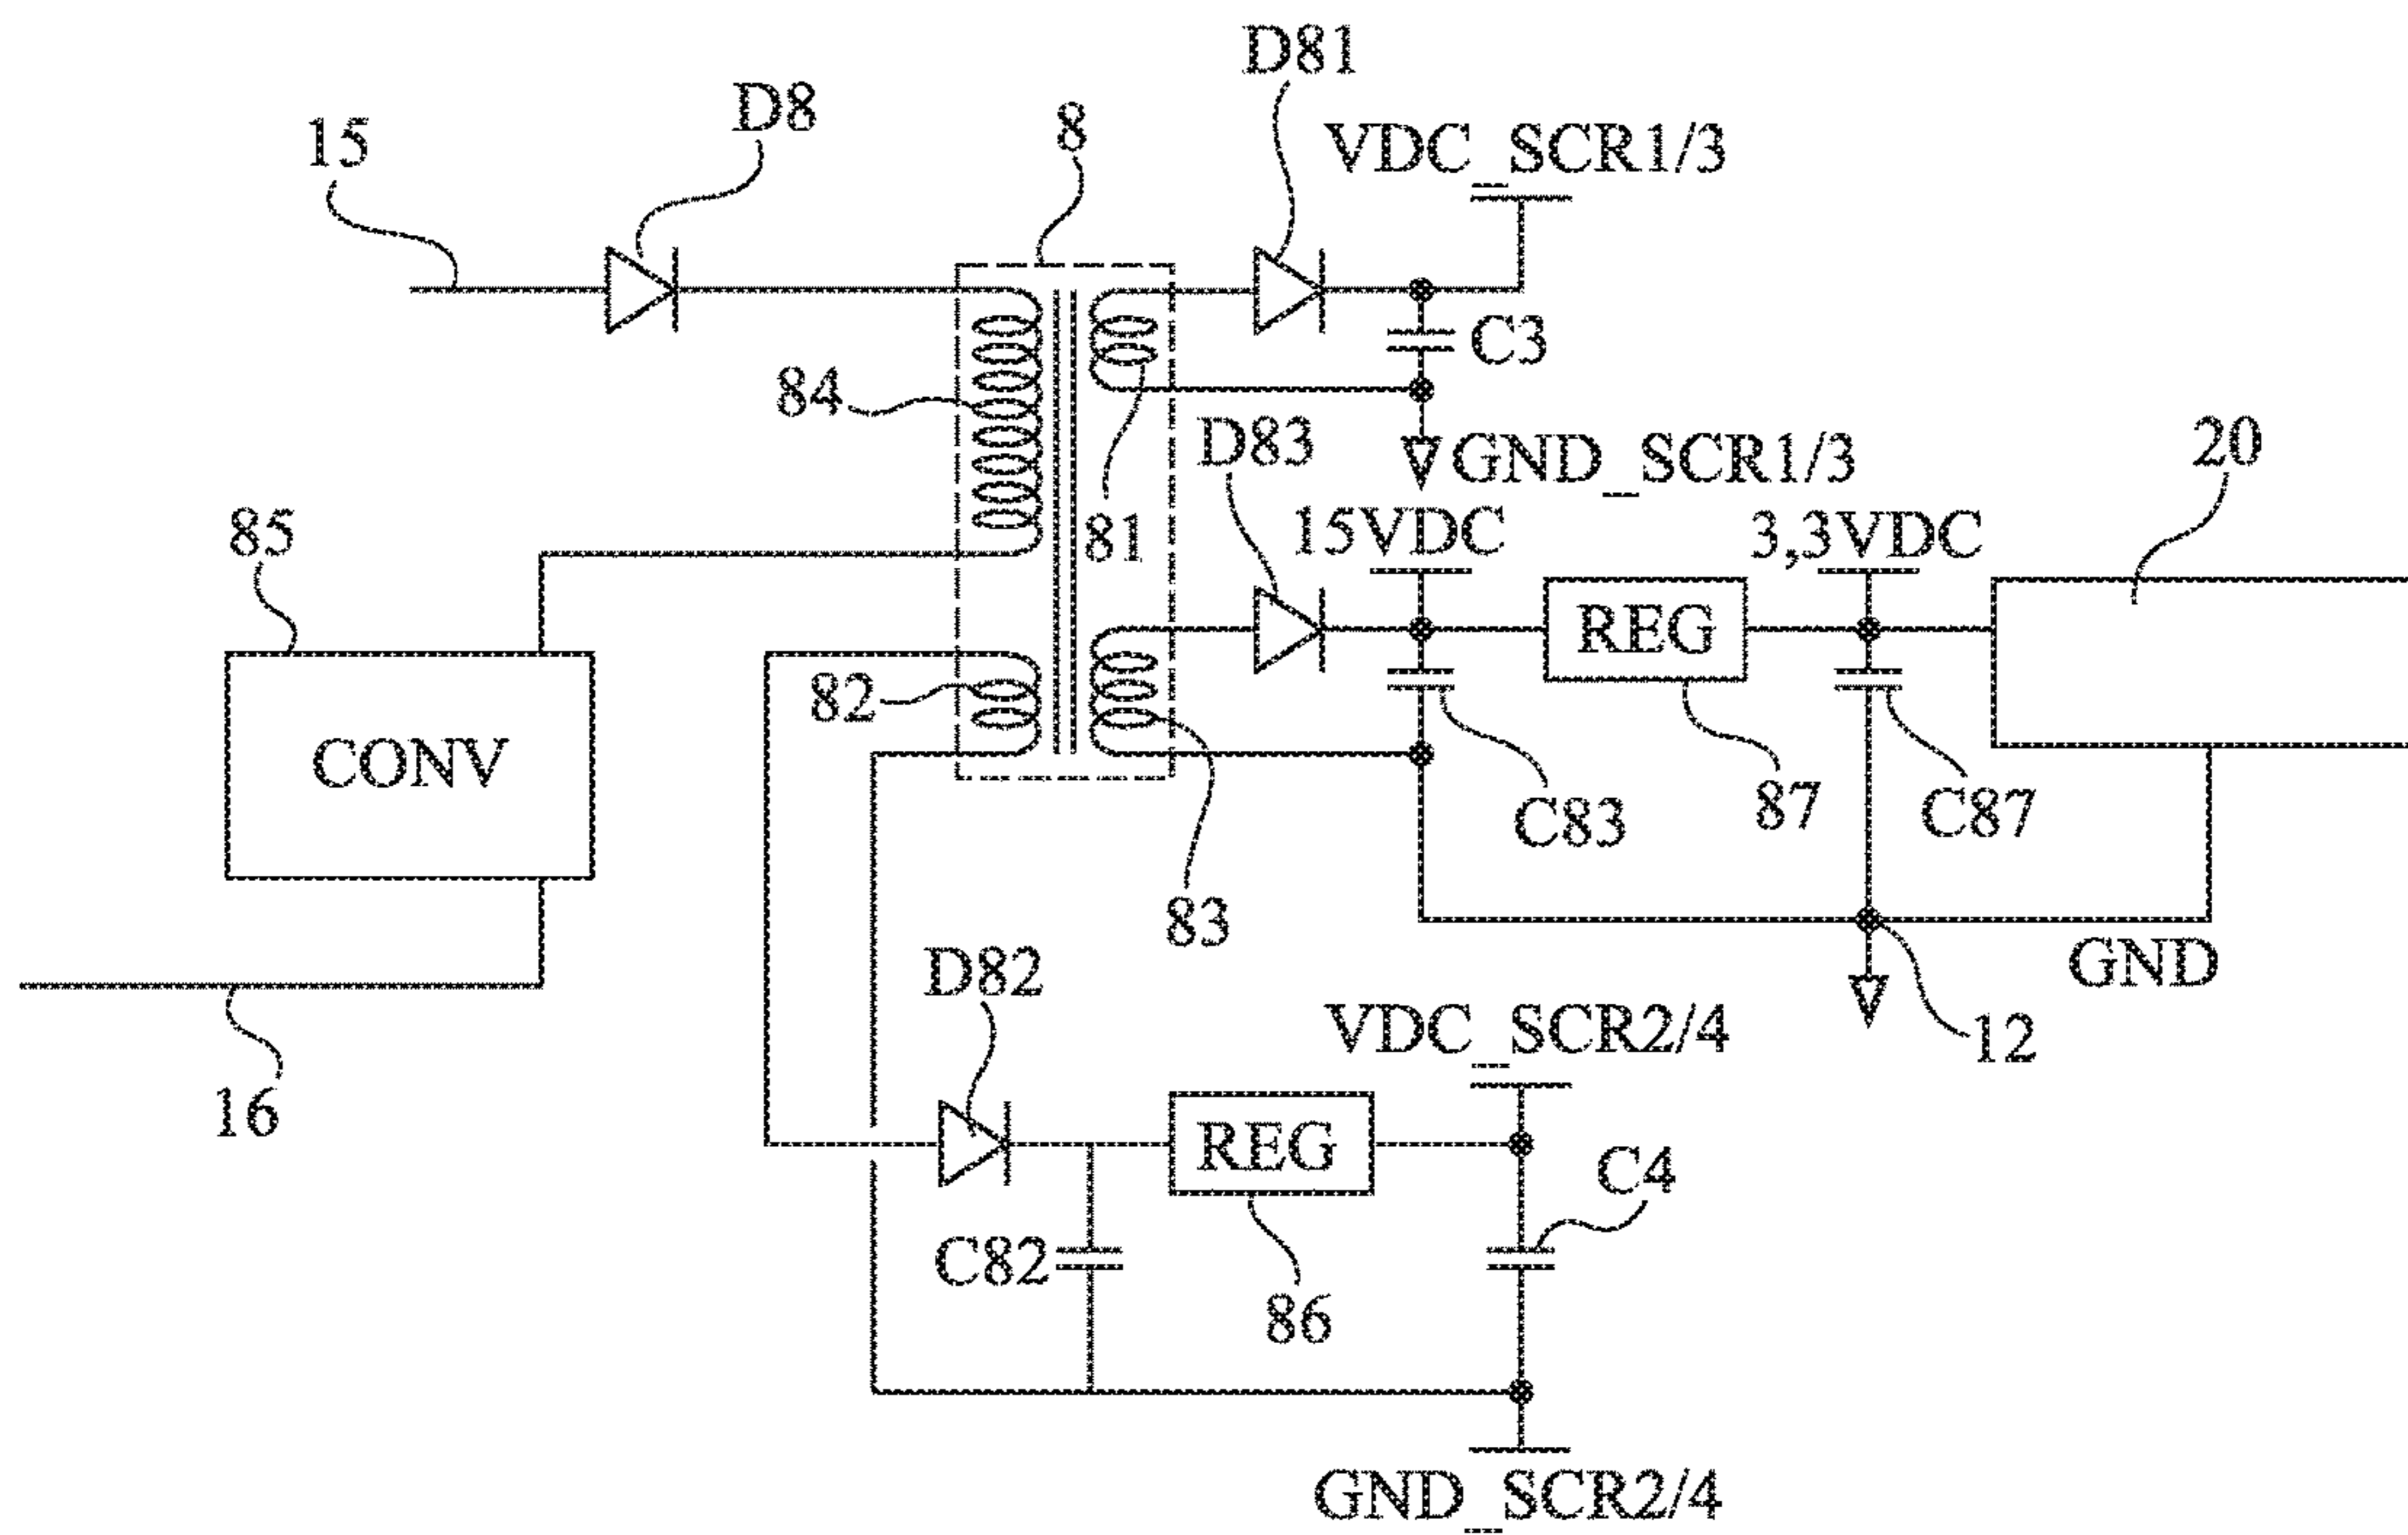 D81
D8
8
15
VDC_SCR1/3
C3
84
D83
GND_SCR1/3
20
85
81
15VDC
3,3VDC
REG
82
CONV
C83
87
C87
83
GND
D82
VDC_SCR2/4
12
16
REG
C4
C82
86
GND_SCR2/4